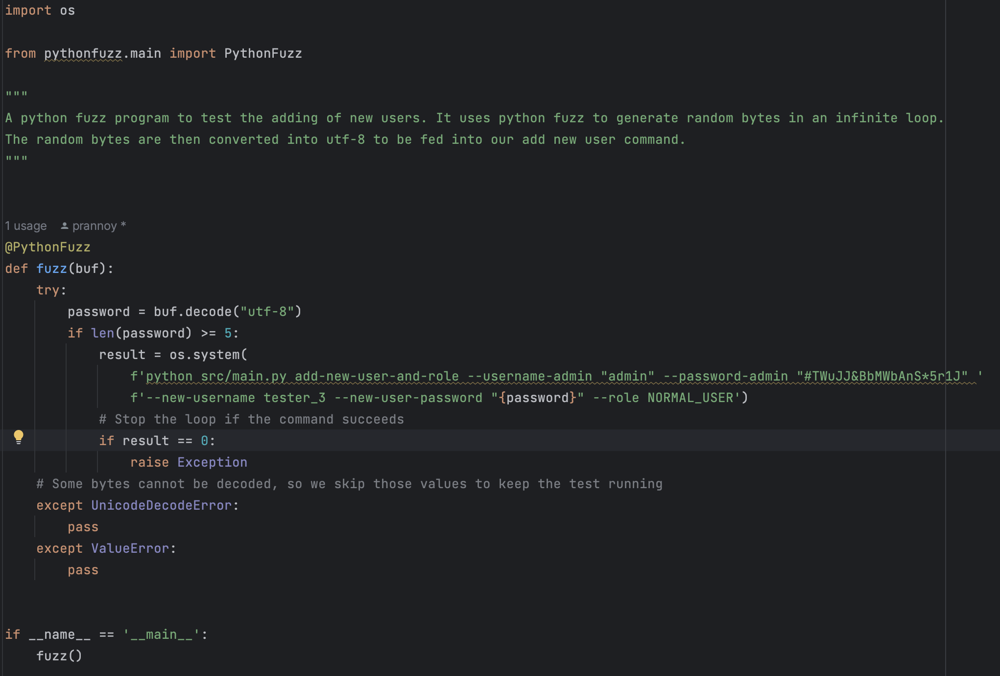 import os
from pythonfuzz.main import PythonFuzz
"""
A python fuzz program to test the adding of new users. It uses python fuzz to generate random bytes in an infinite loop.
The random bytes are then converted into utf-8 to be fed into our add new user command.
"""
1 usage prannoy *
@PythonFuzz
def fuzz(buf):
    try:
        password = buf.decode("utf-8")
        if len(password) >= 5:
            result = os.system(
                f'python src/main.py add-new-user-and-role --username-admin "admin" --password-admin "#TWuJJ&BbMWbAnS*5r1J" '
                f'--new-username tester_3 --new-user-password "{password}" --role NORMAL_USER')
            # Stop the loop if the command succeeds
            if result == 0:
                raise Exception
    # Some bytes cannot be decoded, so we skip those values to keep the test running
    except UnicodeDecodeError:
        pass
    except ValueError:
        pass
if __name__ == '__main__':
    fuzz()